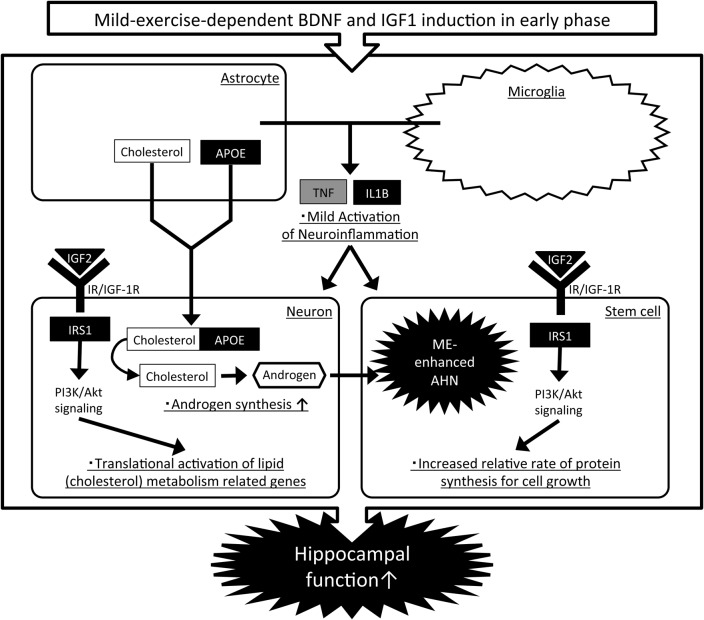 Mild-exercise-dependent BDNF and IGF1 induction in early phase
Astrocyte
Microglia
Cholesterol
APOE
TNF
IL1B
・Mild Activation
of Neuroinflammation
IGF2
IR/IGF-1R
IRS1
PI3K/Akt
signaling
Neuron
Cholesterol
APOE
Cholesterol
Androgen
・Androgen synthesis ↑
・Translational activation of lipid
(cholesterol) metabolism related genes
IGF2
IR/IGF-1R
Stem cell
ME-
enhanced
AHN
IRS1
PI3K/Akt
signaling
・Increased relative rate of protein
synthesis for cell growth
Hippocampal
function↑